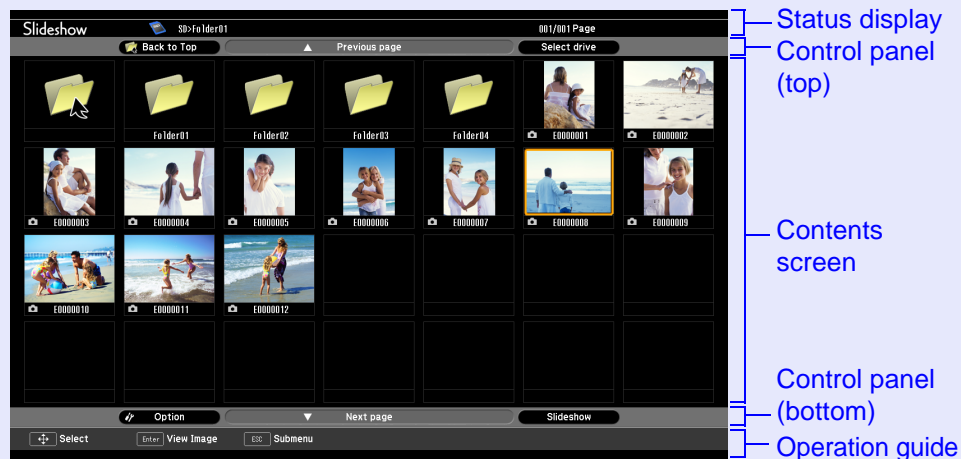 Slideshow SD>Folder01 001/001 Page
Back to Top Previous page Select drive
Folder01 Folder02 Folder03 Folder04 E0000001 E0000002
E0000003 E0000004 E0000005 E0000006 E0000007 E0000008 E0000009
E0000010 E0000011 E0000012
Option Next page Slideshow
Select Enter View Image ESC Submenu
Status display
Control panel
(top)
Contents
screen
Control panel
(bottom)
Operation guide